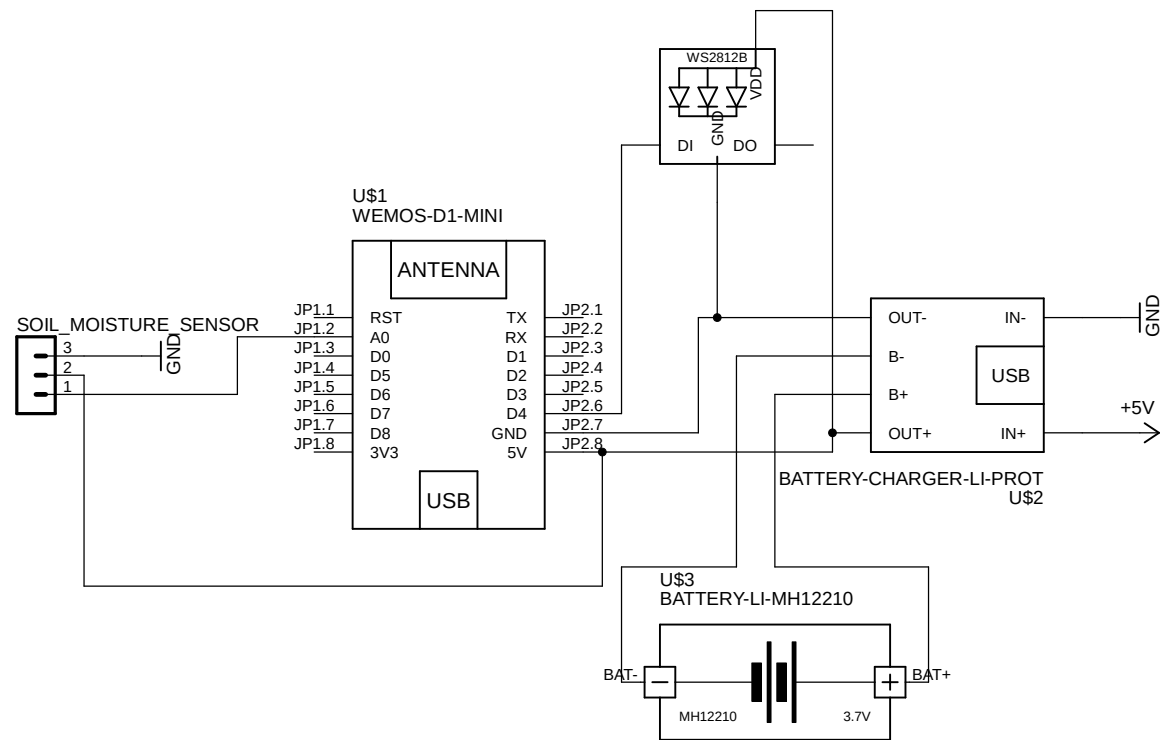 WS2812B
VDD
GND
DI
DO
U$1
WEMOS-D1-MINI
ANTENNA
SOIL_MOISTURE_SENSOR
3
2
1
GND
JP1.1 RST TX JP2.1
JP1.2 A0 RX JP2.2
JP1.3 D0 D1 JP2.3
JP1.4 D5 D2 JP2.4
JP1.5 D6 D3 JP2.5
JP1.6 D7 D4 JP2.6
JP1.7 D8 GND JP2.7
JP1.8 3V3 5V JP2.8
USB
OUT- IN-
B-
B+
OUT+ IN+
USB
GND
+5V
BATTERY-CHARGER-LI-PROT
U$2
U$3
BATTERY-LI-MH12210
BAT-
BAT+
MH12210
3.7V